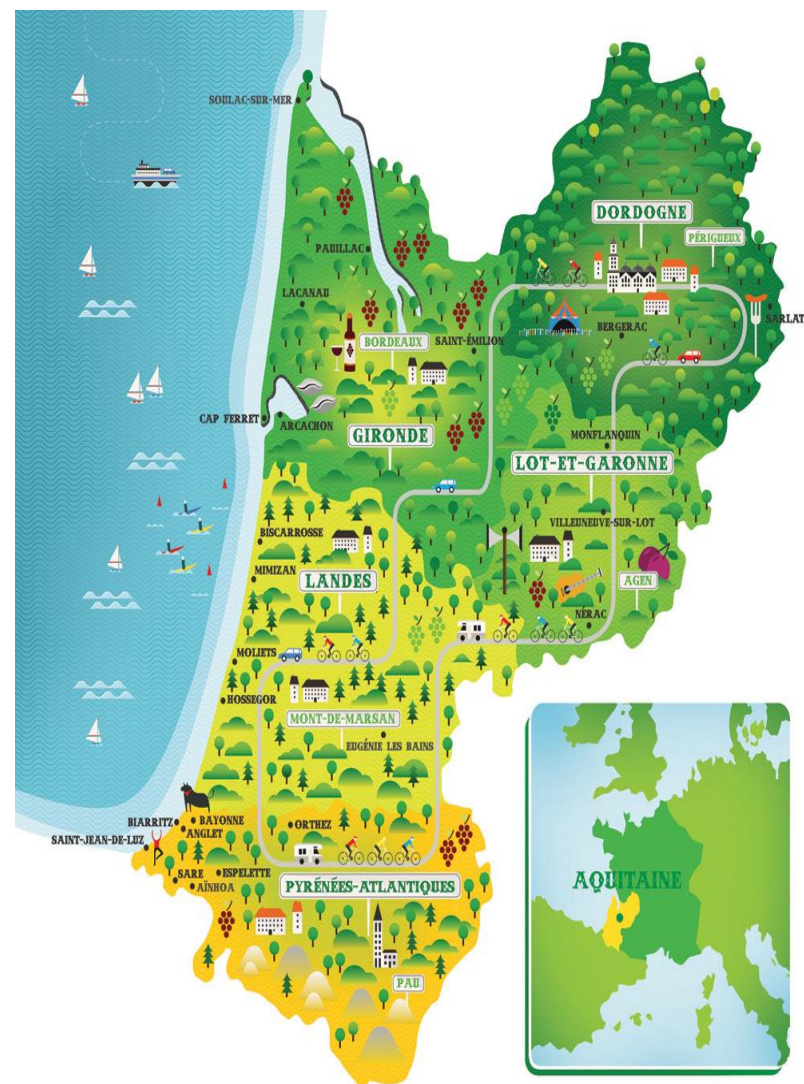 SOULAC-SUR-MER
DORDOGNE
PÉRIGUEUX
PAUILLAC
LACANAU
SARLAT
BERGERAC
BORDEAUX
SAINT-ÉMILION
CAP FERRET
ARCACHON
GIRONDE
MONFLANQUIN
LOT-ET-GARONNE
VILLEUNEUVE-SUR-LOT
BISCARROSSE
MIMIZAN
LANDES
AGEN
NÉRAC
MOLIETS
HOSSEGOR
MONT-DE-MARSAN
EUGÉNIE LES BAINS
BIARRITZ
BAYONNE
ANGLET
ORTHEZ
SAINT-JEAN-DE-LUZ
SARE
ESPELETTE
AÏNHOA
PYRÉNÉES-ATLANTIQUES
AQUITAINE
PAU